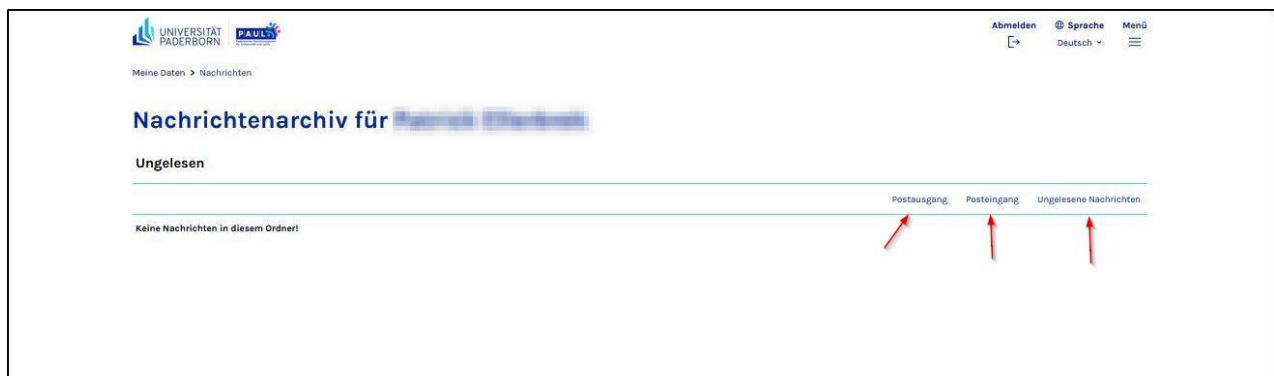 UNIVERSITÄT
PADERBORN
PAUL
Abmelden
Sprache
Menü
Deutsch
Meine Daten > Nachrichten
Nachrichtenarchiv für
Ungelesen
Postausgang Posteingang Ungelesene Nachrichten
Keine Nachrichten in diesem Ordner!